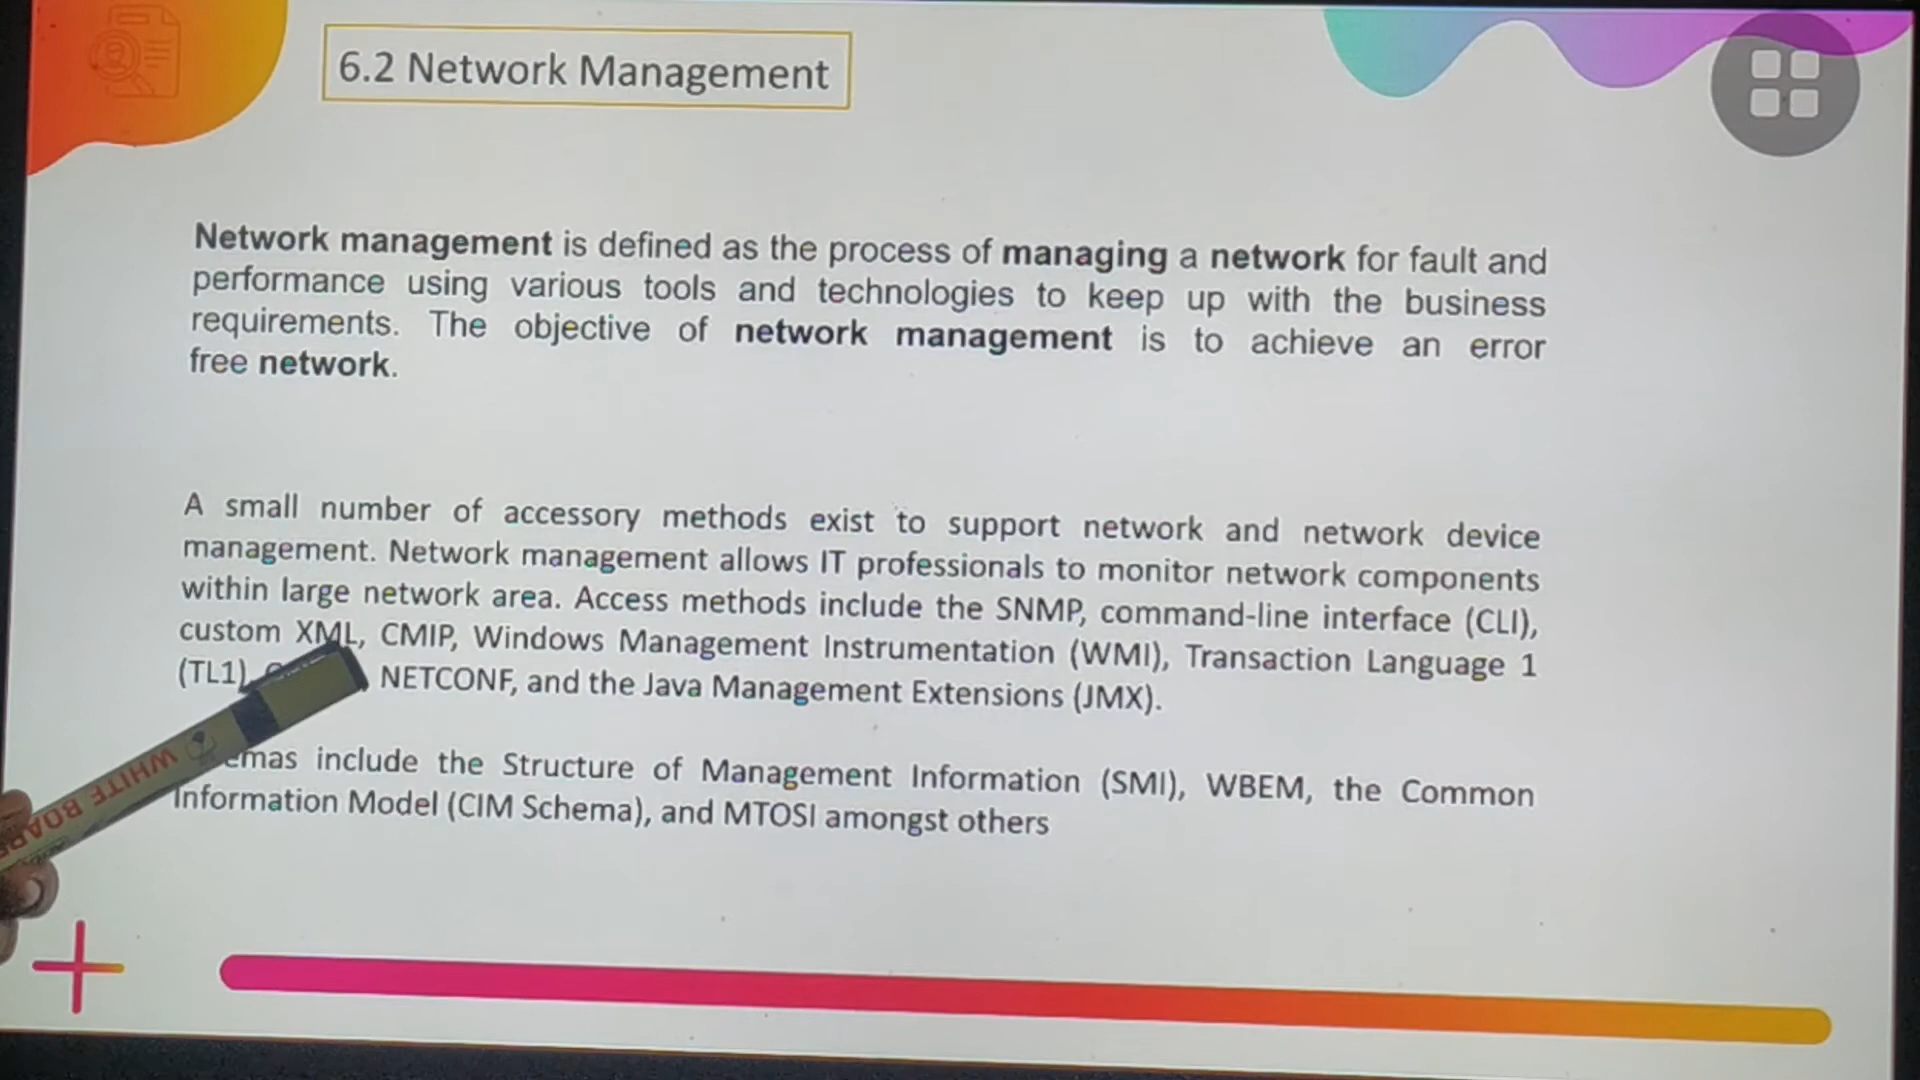 6.2 Network Management
Network management is defined as the process of managing a network for fault and
performance using various tools and technologies to keep up with the business
requirements. The objective of network management is to achieve an error
free network.
A small number of accessory methods exist to support network and network device
management. Network management allows IT professionals to monitor network components
within large network area. Access methods include the SNMP, command-line interface (CLI),
custom XML, CMIP, Windows Management Instrumentation (WMI), Transaction Language 1
(TL1), NETCONF, and the Java Management Extensions (JMX).
include the Structure of Management Information (SMI), WBEM, the Common
Information Model (CIM Schema), and MTOSI amongst others
WHITE